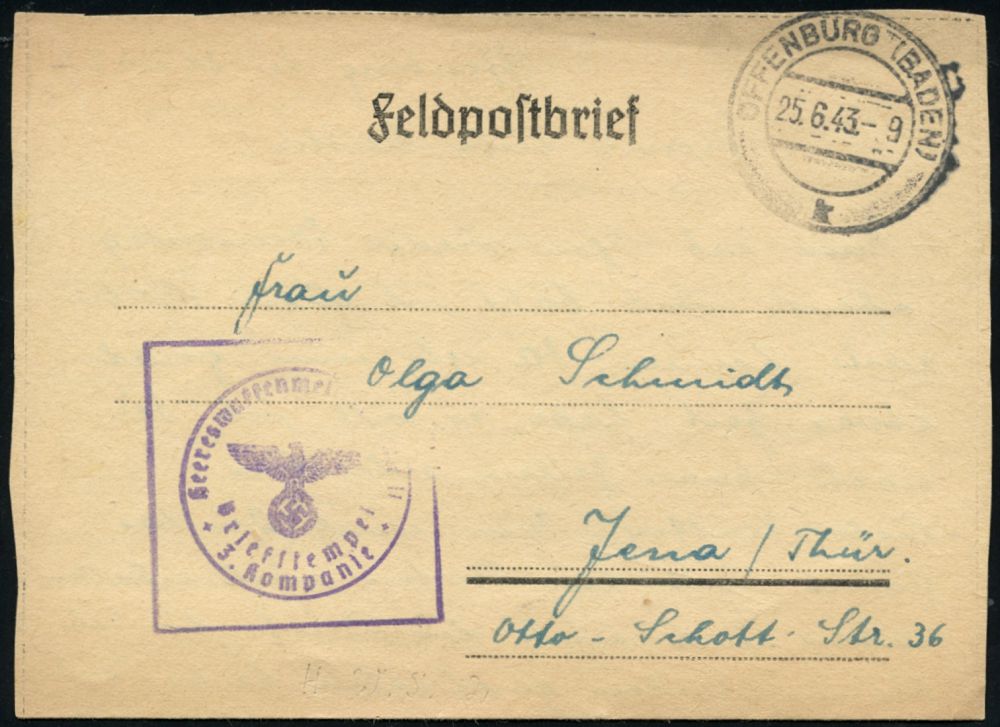 Feldpostbrief
OFFENBURG (BADEN)
25.6.43.-9
k
Frau
Olga Schmidt
Jena / Thür.
Otto-Schott-Str. 36
Briefstempel
3. Kompanie